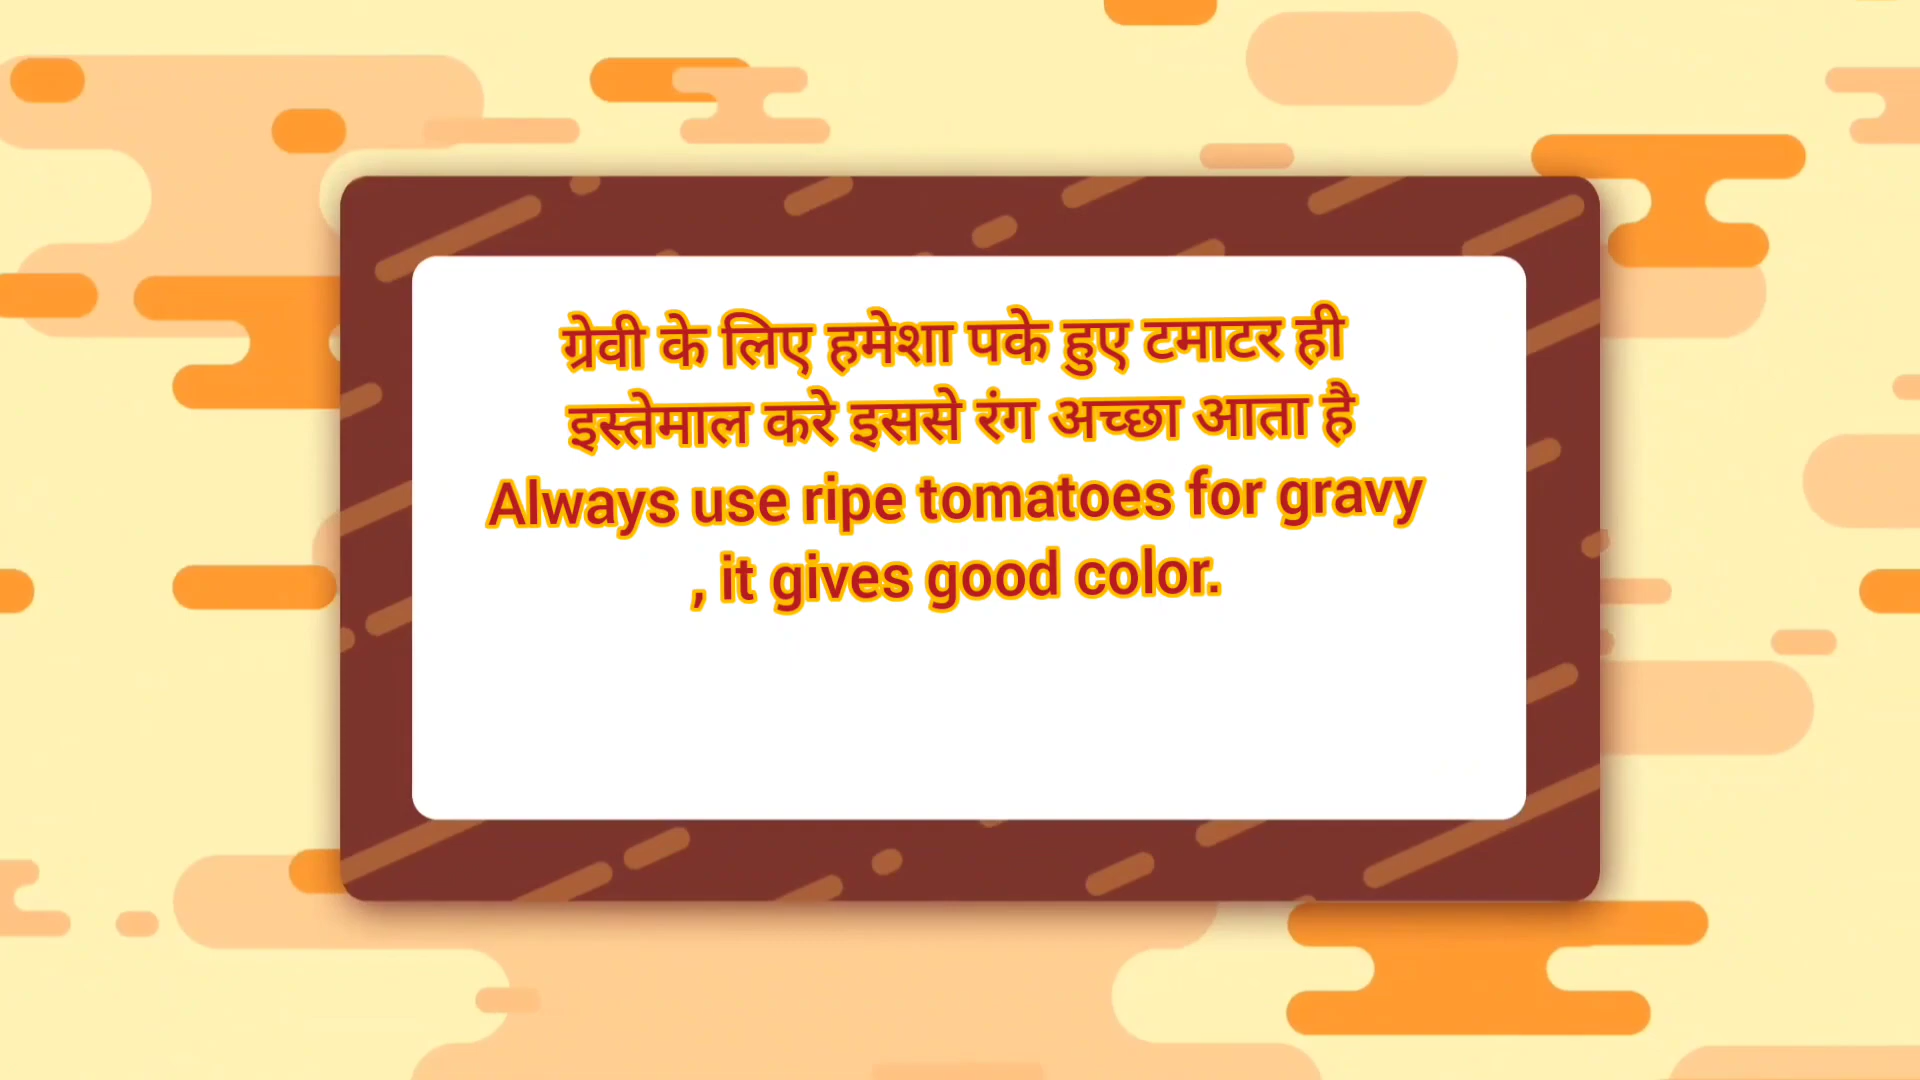 ग्रेवी के लिए हमेशा पके हुए टमाटर ही
इस्तेमाल करे इससे रंग अच्छा आता है
Always use ripe tomatoes for gravy
, it gives good color.